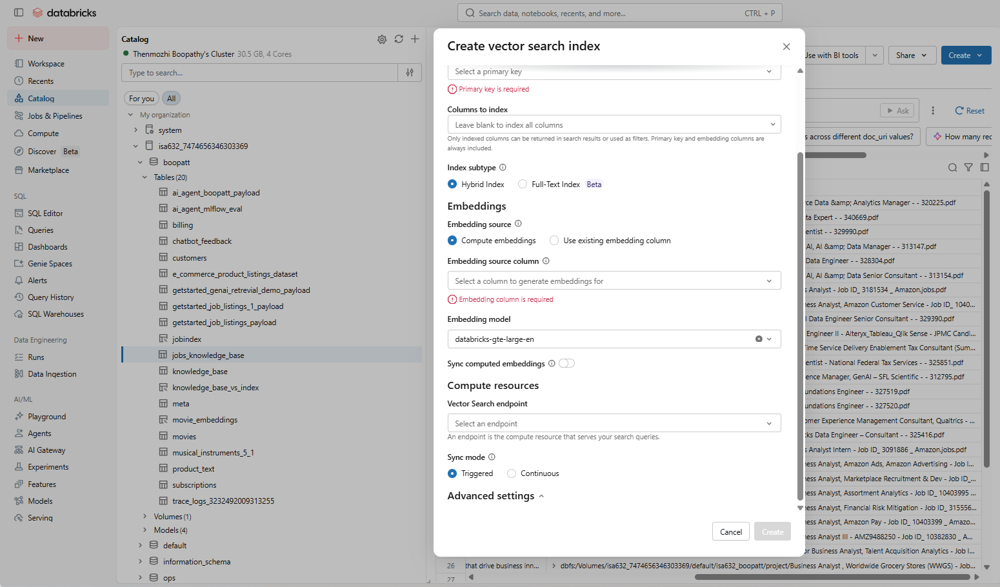 databricks
Search data, notebooks, recents, and more...
CTRL + P
New
Workspace
Recents
Catalog
Jobs & Pipelines
Compute
Discover Beta
Marketplace
SQL
SQL Editor
Queries
Dashboards
Genie Spaces
Alerts
Query History
SQL Warehouses
Data Engineering
Runs
Data Ingestion
AI/ML
Playground
Agents
AI Gateway
Experiments
Features
Models
Serving
Catalog
Thenmozhi Boopathy's Cluster 30.5 GB, 4 Cores
Type to search...
For you
All
My organization
system
isa632_7474656346303369
boopatt
Tables (20)
ai_agent_boopatt_payload
ai_agent_mlflow_eval
billing
chatbot_feedback
customers
e_commerce_product_listings_dataset
getstarted_genai_retrevial_demo_payload
getstarted_job_listings_1_payload
getstarted_job_listings_payload
jobindex
jobs_knowledge_base
knowledge_base
knowledge_base_vs_index
meta
movie_embeddings
movies
musical_instruments_5_1
product_text
subscriptions
trace_logs_3232492009313255
Volumes (1)
Models (4)
default
information_schema
ops
Create vector search index
Select a primary key
Primary key is required
Columns to index
Leave blank to index all columns
Only indexed columns can be returned in search results or used as filters. Primary key and embedding columns are
always included.
Index subtype
Hybrid Index
Full-Text Index Beta
Embeddings
Embedding source
Compute embeddings
Use existing embedding column
Embedding source column
Select a column to generate embeddings for
Embedding column is required
Embedding model
databricks-gte-large-en
Sync computed embeddings
Compute resources
Vector Search endpoint
Select an endpoint
An endpoint is the compute resource that serves your search queries.
Sync mode
Triggered
Continuous
Advanced settings
Cancel
Create
Use with BI tools
Share
Create
Ask
Reset
s across different doc_uri values?
How many rec
ce Data &amp; Analytics Manager - - 320225.pdf
ta Expert - - 340669.pdf
entist - - 329990.pdf
AI, AI &amp; Data Manager - - 313147.pdf
Data Engineer - - 328304.pdf
AI, AI &amp; Data Senior Consultant - - 313154.pdf
s Analyst - Job ID_ 3181534 _ Amazon.jobs.pdf
ness Analyst, Amazon Customer Service - Job ID_ 1040...
l Data Engineer Senior Consultant - - 329390.pdf
Engineer II - Alteryx_Tableau_Qlik Sense - JPMC Candi...
Time Service Delivery Enablement Tax Consultant (Sum...
entist - National Federal Tax Services - - 325851.pdf
ence Manager, GenAI – SFL Scientific - - 312795.pdf
undations Engineer - - 327519.pdf
undations Engineer - - 327520.pdf
omer Experience Management Consultant, Qualtrics - ...
cks Data Engineer – Consultant - - 325416.pdf
s Analyst Intern - Job ID_ 3091886 _ Amazon.jobs.pdf
ness Analyst, Amazon Ads, Amazon Advertising - Job I...
ness Analyst, Marketplace Recruitment & Dev - Job ID_...
ness Analyst, Assortment Analytics - Job ID_ 10403995 ...
ness Analyst, Financial Risk Mitigation - Job ID_ 315556...
ness Analyst, Amazon Pay - Job ID_ 10403399 _ Amazo...
ness Analyst III - AMZ9488250 - Job ID_ 10382830 _ A...
or Business Analyst, Talent Acquisition Analytics - Job I...
26 that drive business inn... dbfs:/Volumes/isa632_7474656346303369/default/isa632_boopatt/project/Business Analyst , Worldwide Grocery Stores (WWGS) - Job...
27